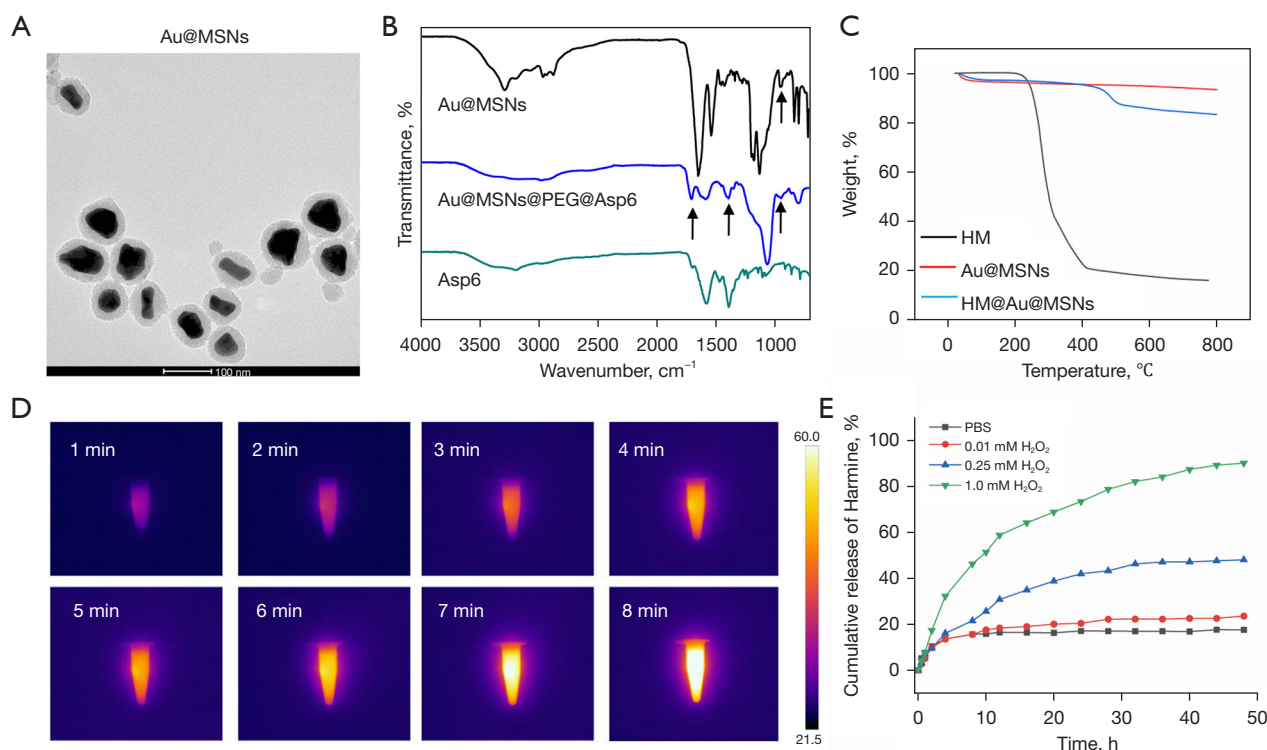 A
Au@MSNs
100 nm
B
Transmittance, %
Au@MSNs
Au@MSNs@PEG@Asp6
Asp6
4000 3500 3000 2500 2000 1500 1000
Wavenumber, cm⁻¹
C
Weight, %
100
80
60
40
20
0
HM
Au@MSNs
HM@Au@MSNs
0 200 400 600 800
Temperature, °C
D
1 min
2 min
3 min
4 min
5 min
6 min
7 min
8 min
60.0
21.5
E
Cumulative release of Harmine, %
100
80
60
40
20
0
PBS
0.01 mM H₂O₂
0.25 mM H₂O₂
1.0 mM H₂O₂
0 10 20 30 40 50
Time, h